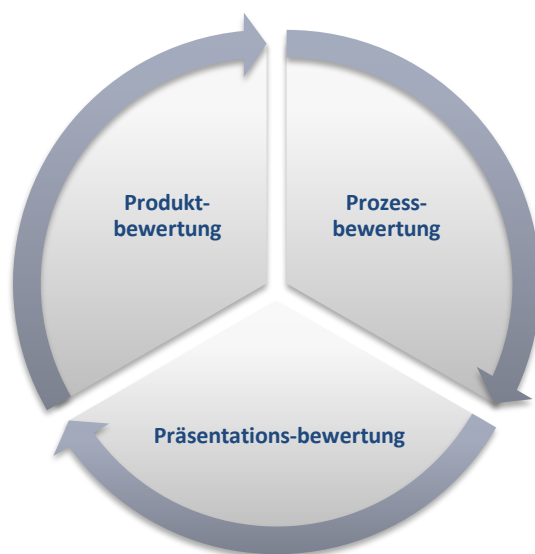 Produkt-
bewertung
Prozess-
bewertung
Präsentations-bewertung